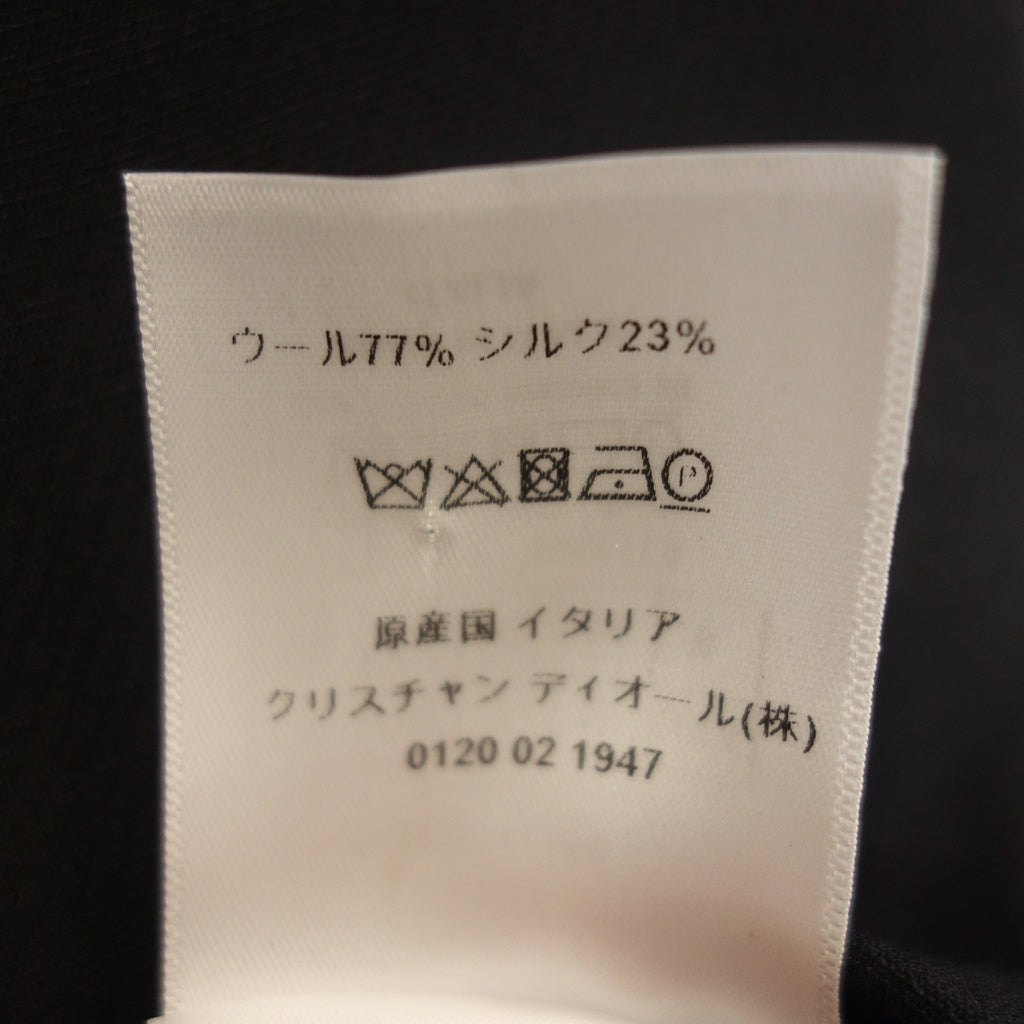 ウール77% シルク23%
P
原産国 イタリア
クリスチャン ディオール(株)
0120 02 1947